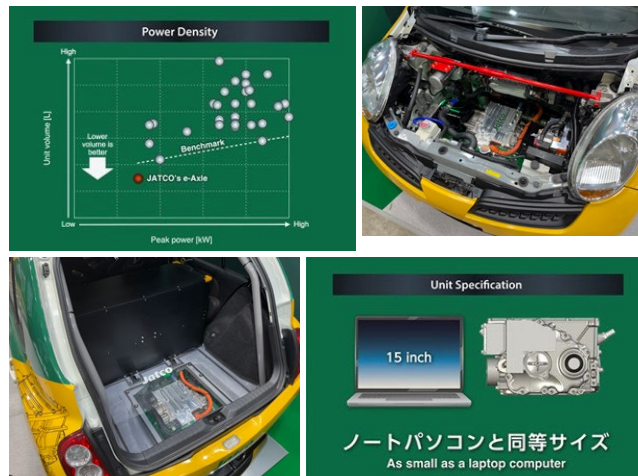 Power Density
High
Unit volume [L]
Lower
volume is
better
Benchmark
JATCO's e-Axle
Low
High
Peak power [kW]
Jatco
Unit Specification
15 inch
ノートパソコンと同等サイズ
As small as a laptop computer